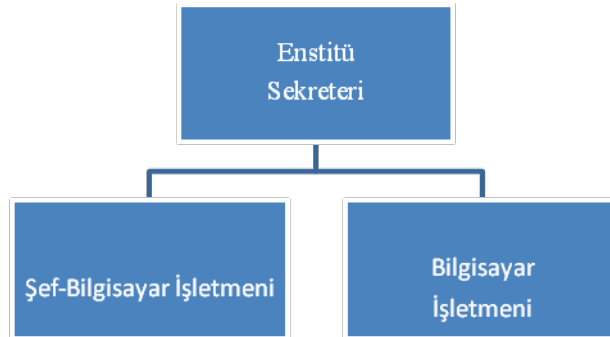 Enstitü
Sekreteri
Şef-Bilgisayar İşletmeni
Bilgisayar
İşletmeni